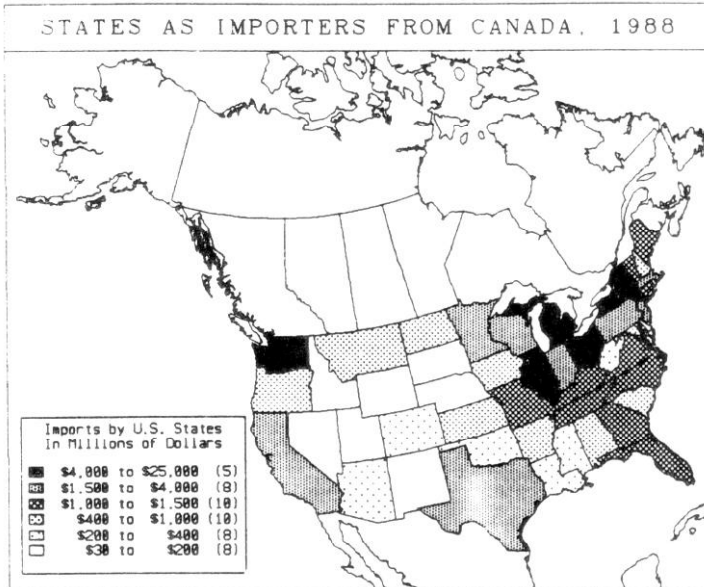 STATES AS IMPORTERS FROM CANADA, 1988
Imports by U.S. States
In Millions of Dollars
$4,000 to $25,000 (5)
$1,500 to $4,000 (8)
$1,000 to $1,500 (10)
$400 to $1,000 (10)
$200 to $400 (8)
$30 to $200 (8)